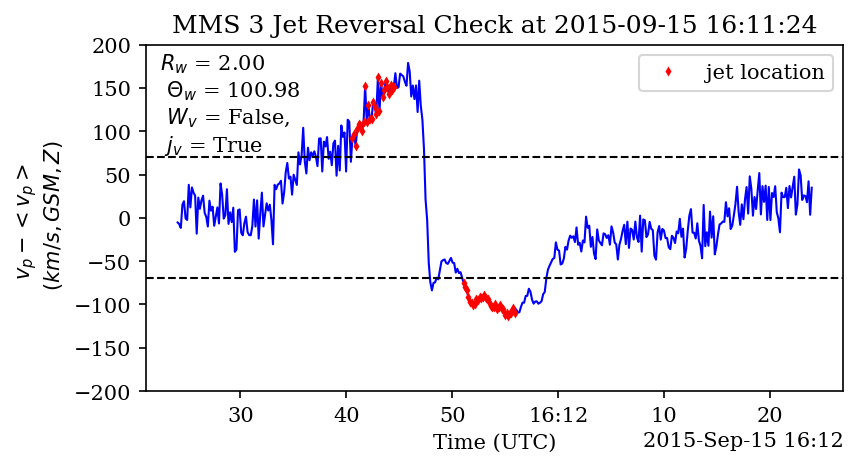 MMS 3 Jet Reversal Check at 2015-09-15 16:11:24
R_w = 2.00
Θ_w = 100.98
W_v = False,
j_v = True
jet location
v_p − < v_p >
(km/s, GSM, Z)
200
150
100
50
0
−50
−100
−150
−200
30
40
50
16:12
10
20
Time (UTC)
2015-Sep-15 16:12